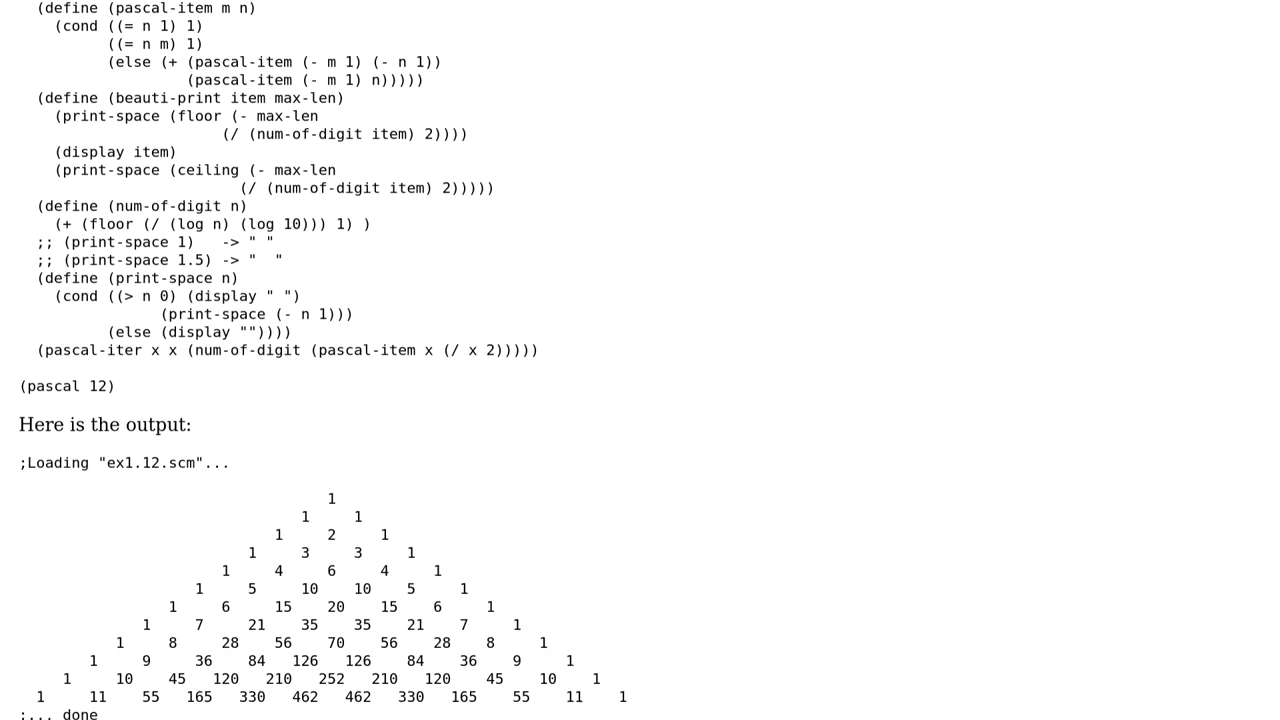 (define (pascal-item m n)
(cond ((= n 1) 1)
((= n m) 1)
(else (+ (pascal-item (- m 1) (- n 1))
(pascal-item (- m 1) n)))))
(define (beauti-print item max-len)
(print-space (floor (- max-len
(/ (num-of-digit item) 2))))
(display item)
(print-space (ceiling (- max-len
(/ (num-of-digit item) 2)))))
(define (num-of-digit n)
(+ (floor (/ (log n) (log 10))) 1) )
;; (print-space 1)   -> " "
;; (print-space 1.5) -> "  "
(define (print-space n)
(cond ((> n 0) (display " ")
(print-space (- n 1)))
(else (display ""))))
(pascal-iter x x (num-of-digit (pascal-item x (/ x 2)))))
(pascal 12)
Here is the output:
;Loading "ex1.12.scm"...
1
1 1
1 2 1
1 3 3 1
1 4 6 4 1
1 5 10 10 5 1
1 6 15 20 15 6 1
1 7 21 35 35 21 7 1
1 8 28 56 70 56 28 8 1
1 9 36 84 126 126 84 36 9 1
1 10 45 120 210 252 210 120 45 10 1
1 11 55 165 330 462 462 330 165 55 11 1
;... done